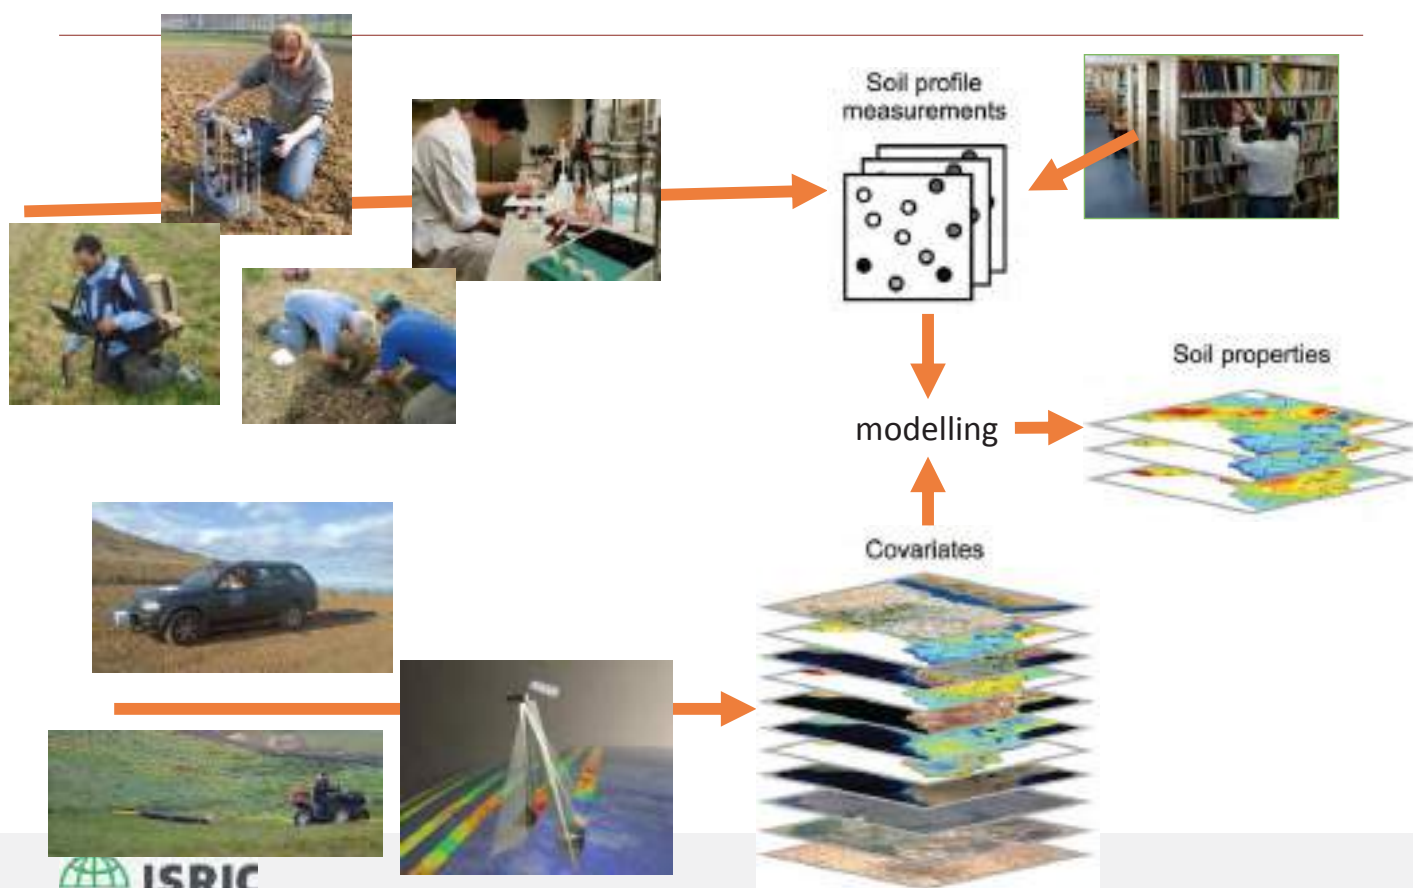 Soil profile
measurements
Soil properties
modelling
Covariates
ISRIC